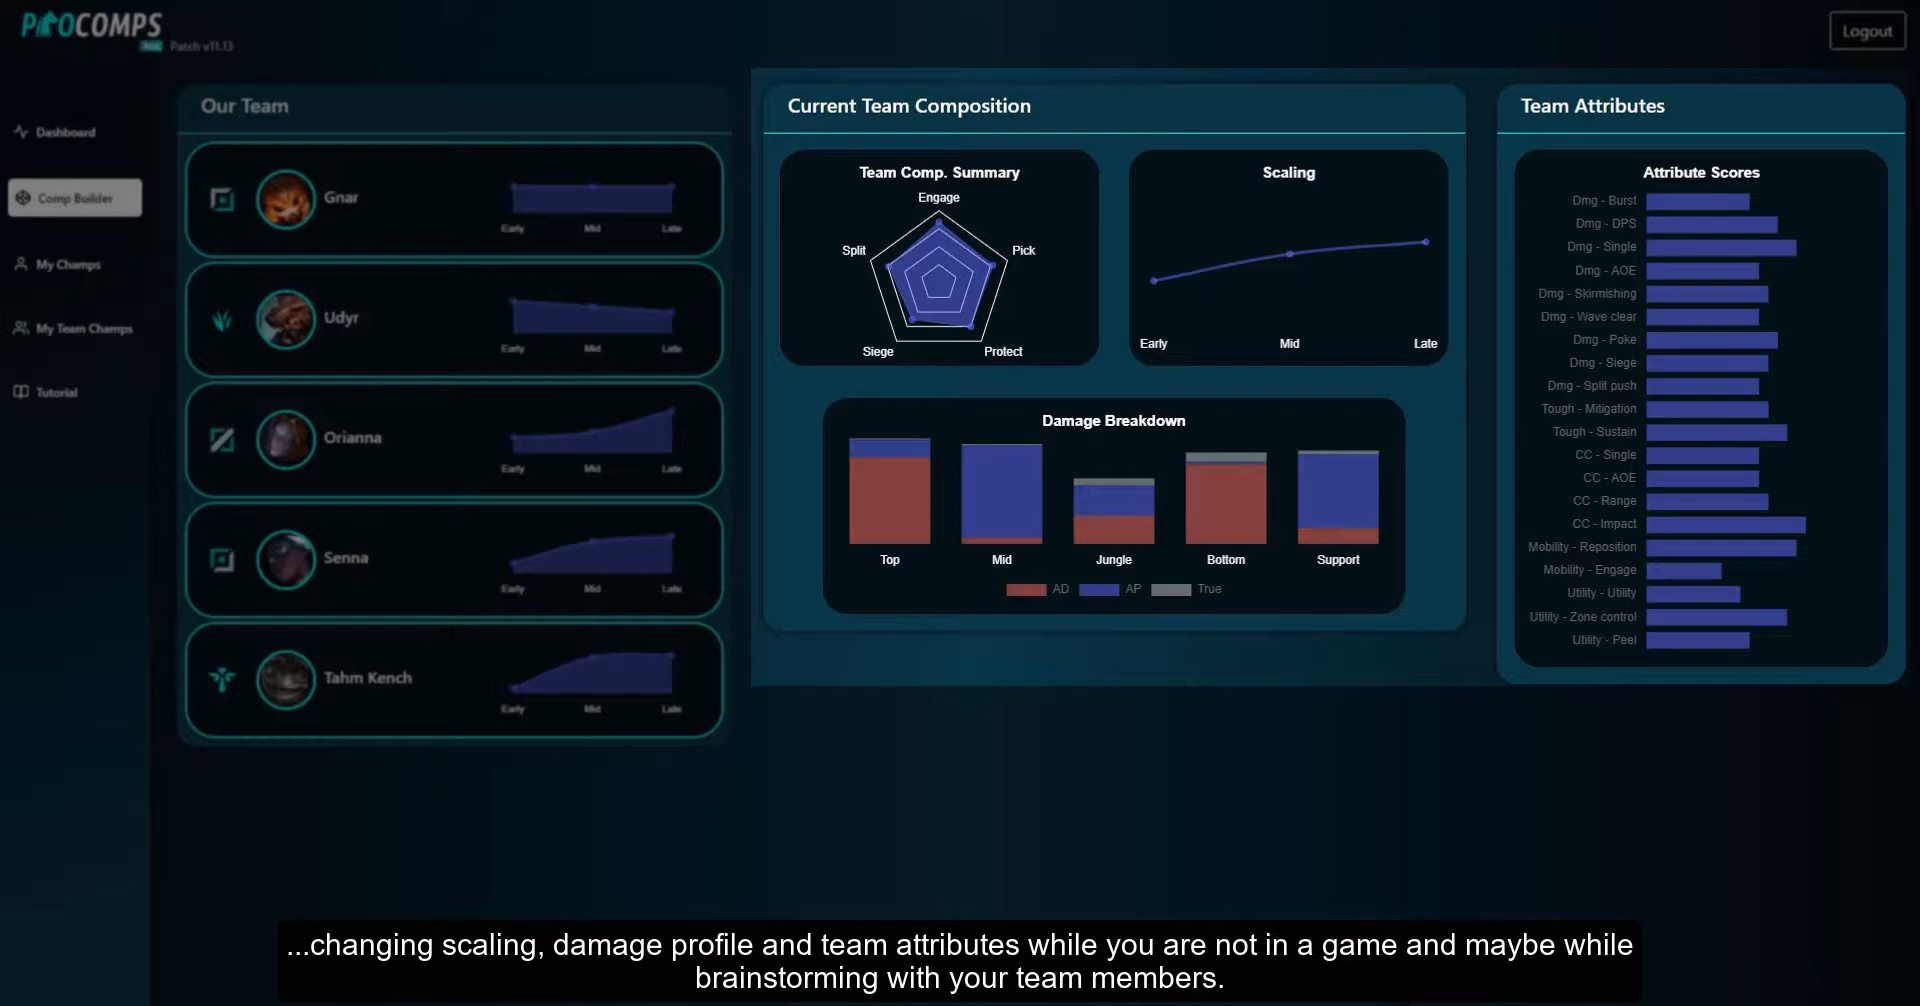 PROCOMPS
Patch v11.13
Logout
Dashboard
Comp Builder
My Champs
My Team Champs
Tutorial
Our Team
Gnar
Early Mid Late
Udyr
Early Mid Late
Orianna
Early Mid Late
Senna
Early Mid Late
Tahm Kench
Early Mid Late
Current Team Composition
Team Comp. Summary
Engage
Split
Pick
Siege
Protect
Scaling
Early Mid Late
Damage Breakdown
Top Mid Jungle Bottom Support
AD AP True
Team Attributes
Attribute Scores
Dmg - Burst
Dmg - DPS
Dmg - Single
Dmg - AOE
Dmg - Skirmishing
Dmg - Wave clear
Dmg - Poke
Dmg - Siege
Dmg - Split push
Tough - Mitigation
Tough - Sustain
CC - Single
CC - AOE
CC - Range
CC - Impact
Mobility - Reposition
Mobility - Engage
Utility - Utility
Utility - Zone control
Utility - Peel
...changing scaling, damage profile and team attributes while you are not in a game and maybe while
brainstorming with your team members.